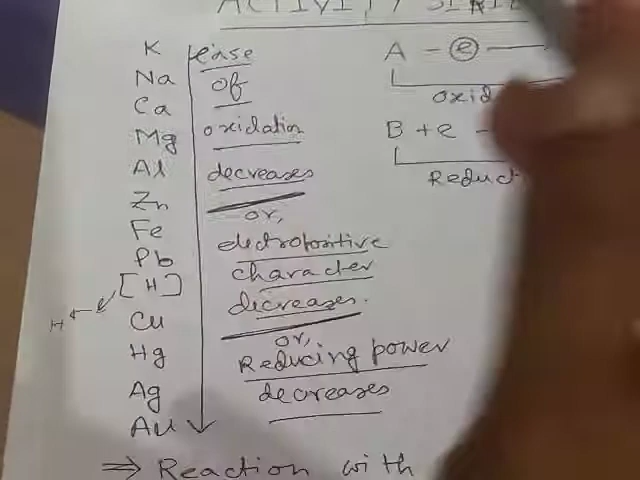 ACTIVITY SERIE
K
Na
Ca
Mg
Al
Zn
Fe
Pb
[H]
H ←
Cu
Hg
Ag
Au
ease
of
oxidation
decreases
or,
electropositive
character
decreases.
or,
Reducing power
decreases
A - e
oxid
B + e -
Reduct
⇒ Reaction with